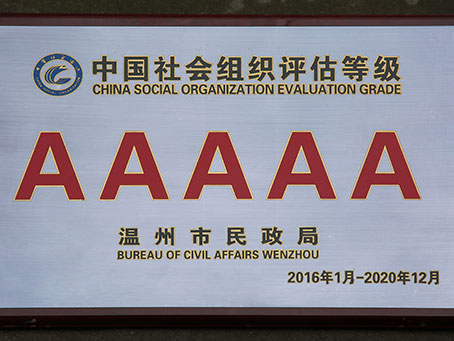 中国社会组织评估等级
CHINA SOCIAL ORGANIZATION EVALUATION GRADE
AAAAA
温州市民政局
BUREAU OF CIVIL AFFAIRS WENZHOU
2016年1月-2020年12月